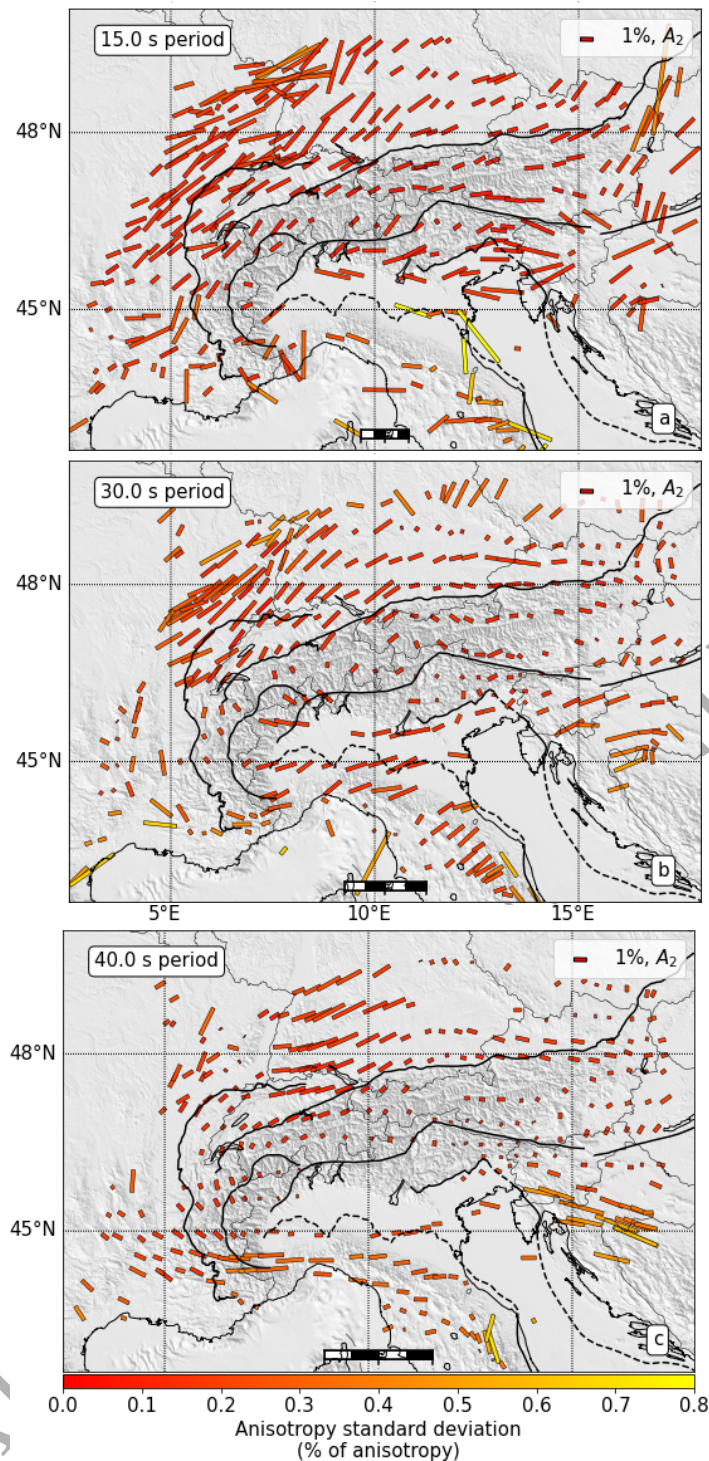 15.0 s period
1%, A₂
48°N
45°N
a
30.0 s period
1%, A₂
48°N
45°N
b
5°E 10°E 15°E
40.0 s period
1%, A₂
48°N
45°N
c
0.0 0.1 0.2 0.3 0.4 0.5 0.6 0.7 0.8
Anisotropy standard deviation
(% of anisotropy)